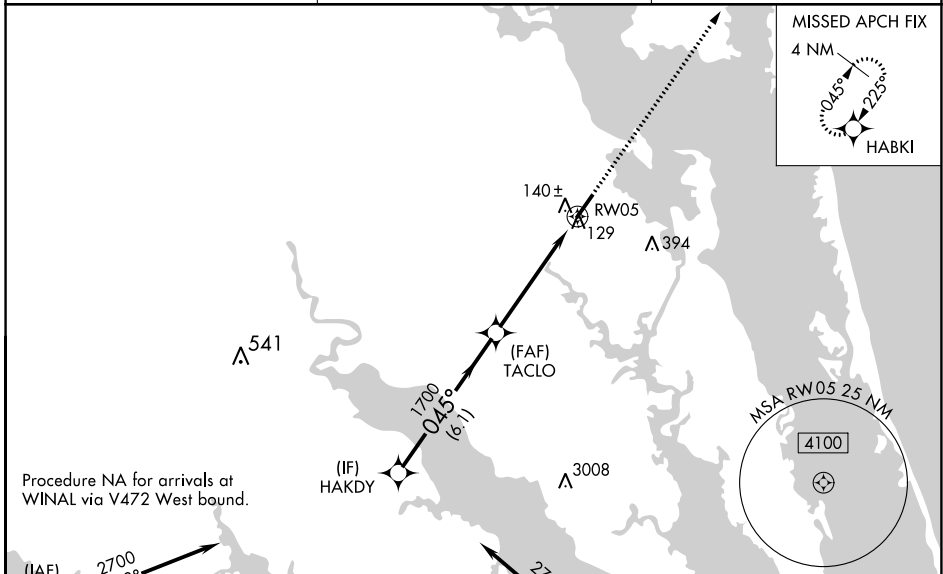 MISSED APCH FIX
4 NM
045°
225°
HABKI
140±
RW05
129
394
541
(FAF)
TACLO
1700
045°
(6.1)
MSA RW05 25 NM
4100
(IF)
HAKDY
3008
Procedure NA for arrivals at
WINAL via V472 West bound.
(IAF)
2700